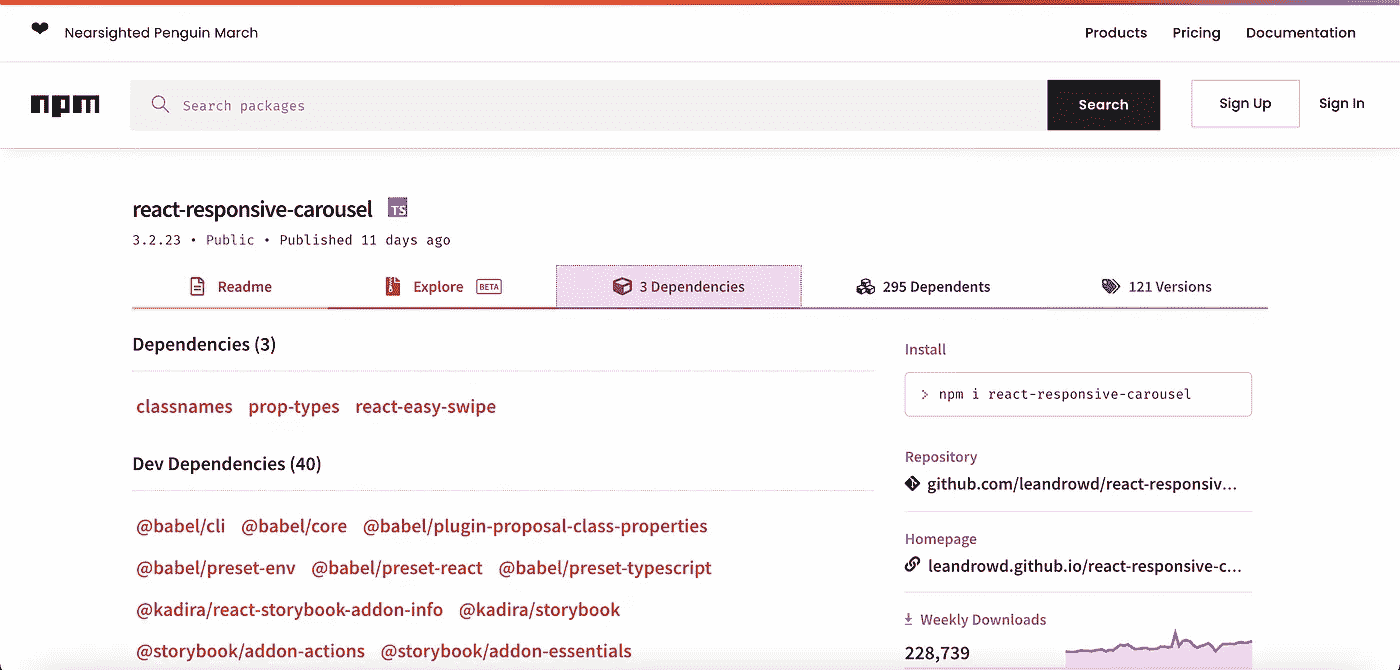 ❤ Nearsighted Penguin March Products Pricing Documentation
npm Search packages Search Sign Up Sign In
react-responsive-carousel TS
3.2.23 • Public • Published 11 days ago
Readme Explore BETA 3 Dependencies 295 Dependents 121 Versions
Dependencies (3)
classnames prop-types react-easy-swipe
Dev Dependencies (40)
@babel/cli @babel/core @babel/plugin-proposal-class-properties
@babel/preset-env @babel/preset-react @babel/preset-typescript
@kadira/react-storybook-addon-info @kadira/storybook
@storybook/addon-actions @storybook/addon-essentials
Install
> npm i react-responsive-carousel
Repository
github.com/leandrowd/react-responsiv...
Homepage
leandrowd.github.io/react-responsive-c...
Weekly Downloads
228,739